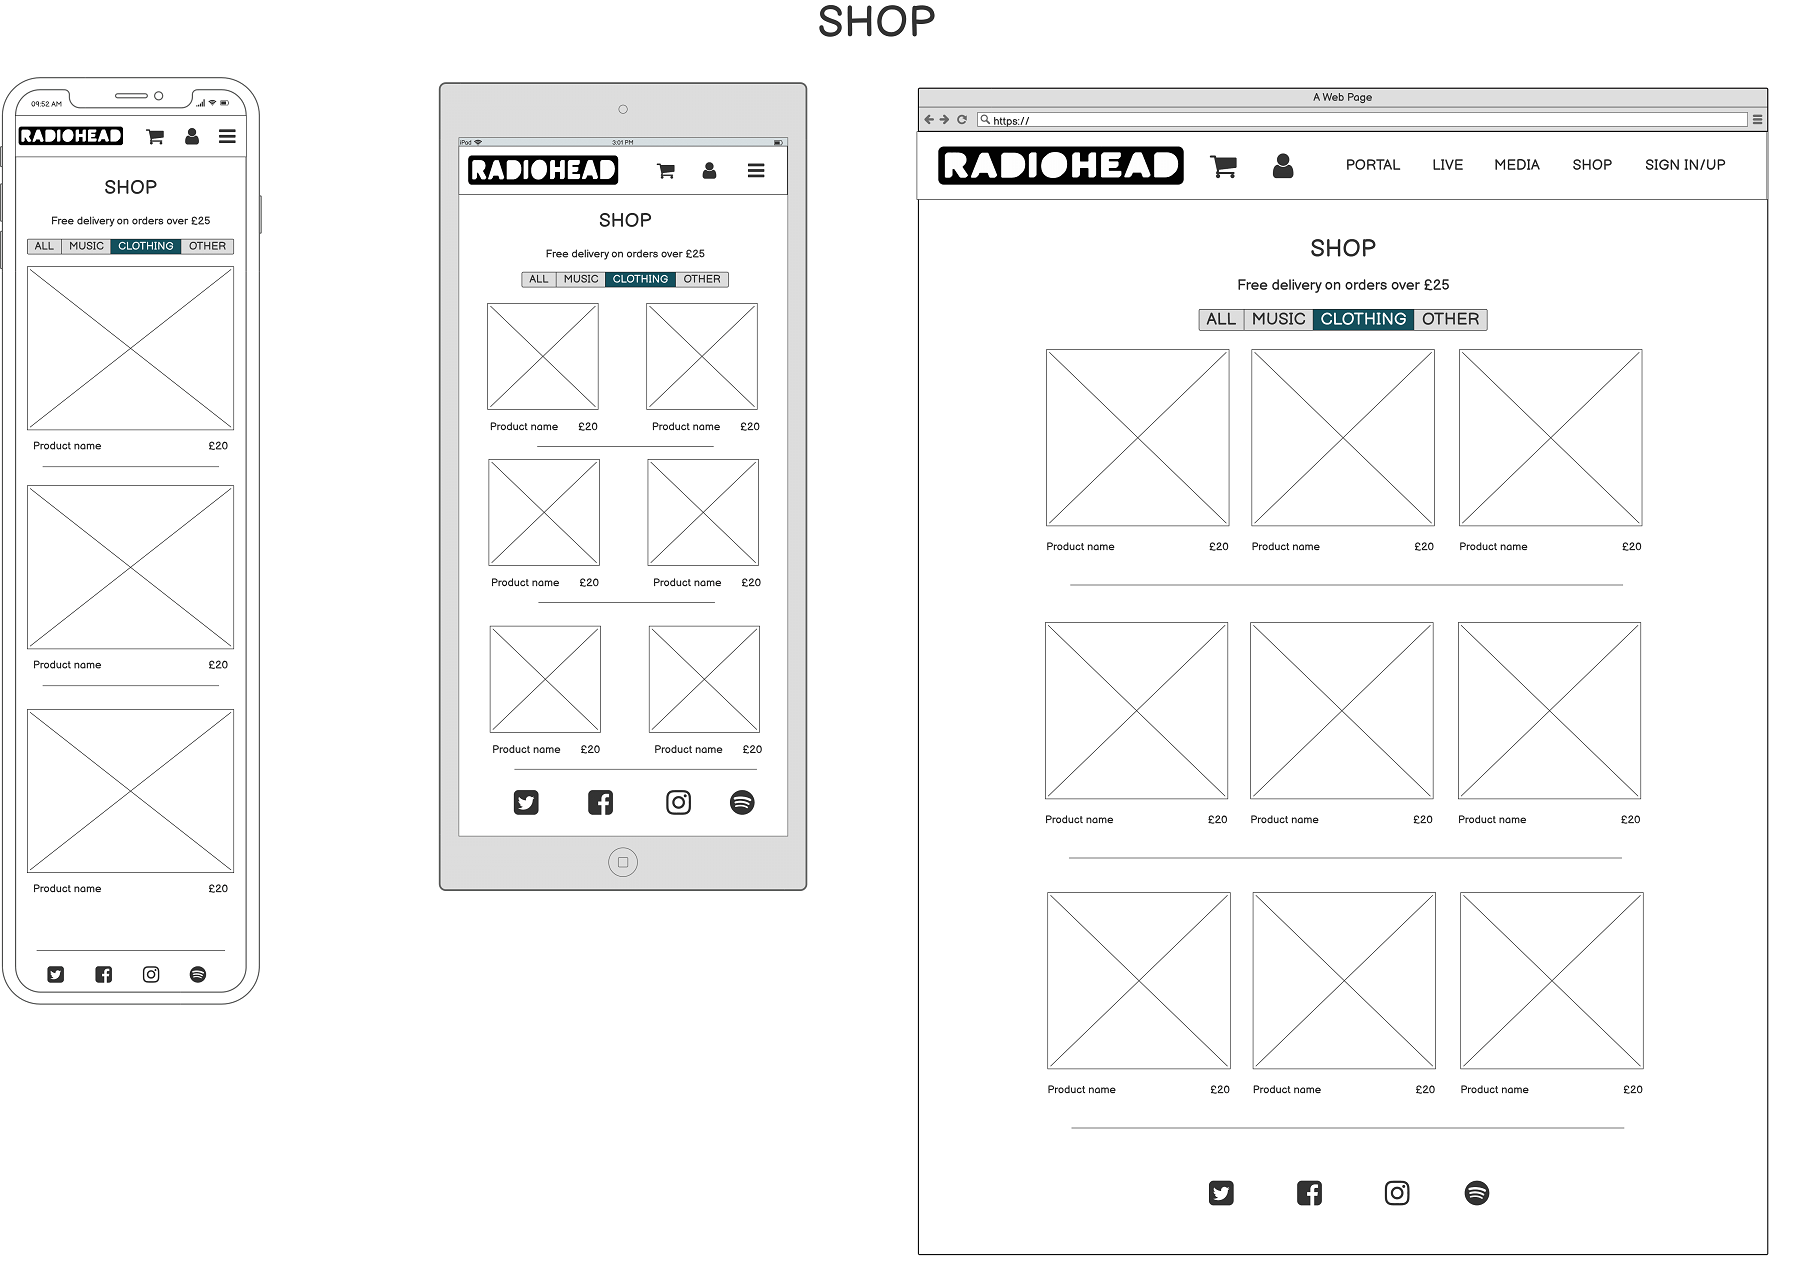 SHOP
09:52 AM
RADIOHEAD
SHOP
Free delivery on orders over £25
ALL MUSIC CLOTHING OTHER
Product name £20
Product name £20
Product name £20
iPod 3:01 PM
RADIOHEAD
SHOP
Free delivery on orders over £25
ALL MUSIC CLOTHING OTHER
Product name £20 Product name £20
Product name £20 Product name £20
Product name £20 Product name £20
A Web Page
https://
RADIOHEAD PORTAL LIVE MEDIA SHOP SIGN IN/UP
SHOP
Free delivery on orders over £25
ALL MUSIC CLOTHING OTHER
Product name £20 Product name £20 Product name £20
Product name £20 Product name £20 Product name £20
Product name £20 Product name £20 Product name £20